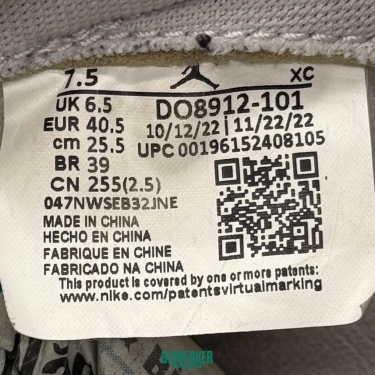 7.5 XC
UK 6.5 DO8912-101
EUR 40.5 10/12/22 | 11/22/22
cm 25.5 UPC 00196152408105
BR 39
CN 255(2.5)
047NWSEB32JNE
MADE IN CHINA
HECHO EN CHINA
FABRIQUE EN CHINE
FABRICADO NA CHINA
This product is covered by one or more patents:
www.nike.com/patentsvirtualmarking